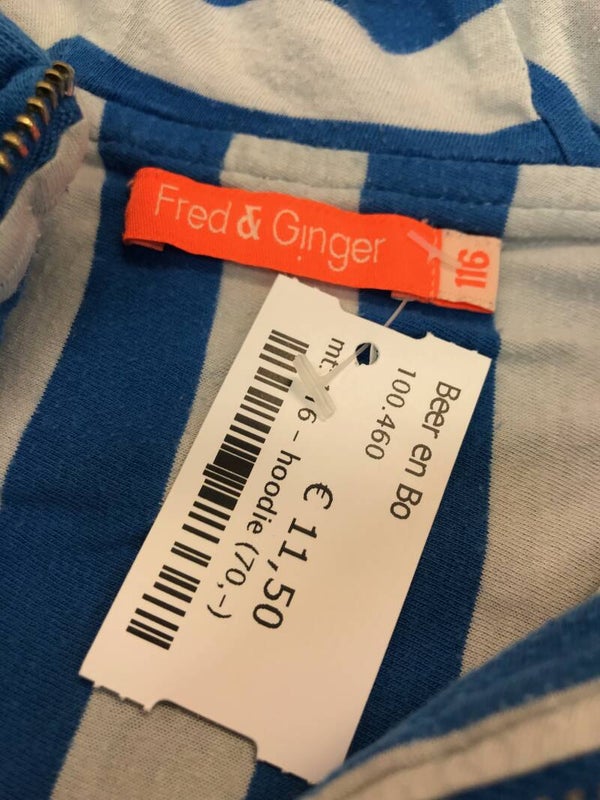 Fred & Ginger
116
Beer en Bo
100.460
€ 11,50
- hoodie (70,-)